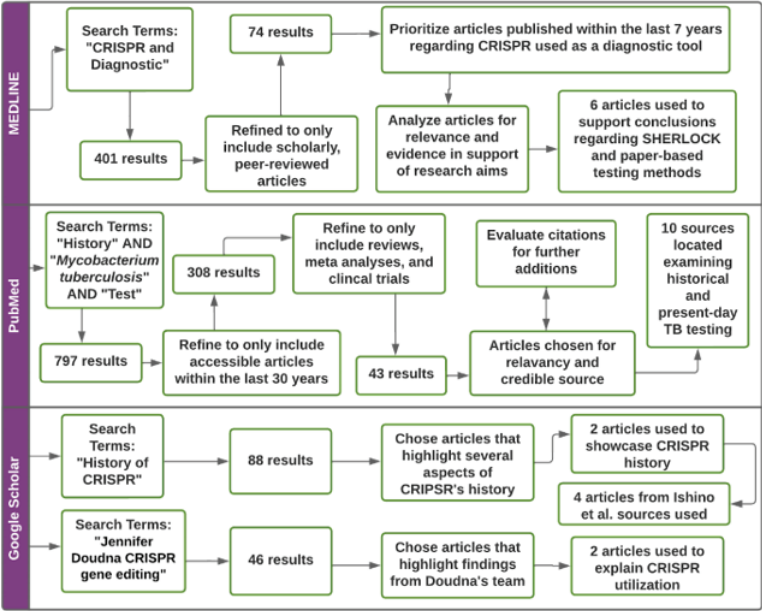 MEDLINE
Search Terms:
"CRISPR and
Diagnostic"
401 results
Refined to only
include scholarly,
peer-reviewed
articles
74 results
Prioritize articles published within the last 7 years
regarding CRISPR used as a diagnostic tool
Analyze articles for
relevance and
evidence in support
of research aims
6 articles used to
support conclusions
regarding SHERLOCK
and paper-based
testing methods
PubMed
Search Terms:
"History" AND
"Mycobacterium
tuberculosis"
AND "Test"
797 results
Refine to only include
accessible articles
within the last 30 years
308 results
Refine to only
include reviews,
meta analyses, and
clincal trials
43 results
Articles chosen for
relavancy and
credible source
Evaluate citations
for further
additions
10 sources
located
examining
historical
and
present-day
TB testing
Google Scholar
Search
Terms:
"History of
CRISPR"
88 results
Chose articles that
highlight several
aspects of
CRIPSR's history
2 articles used to
showcase CRISPR
history
4 articles from Ishino
et al. sources used
Search Terms:
"Jennifer
Doudna CRISPR
gene editing"
46 results
Chose articles that
highlight findings
from Doudna's team
2 articles used to
explain CRISPR
utilization